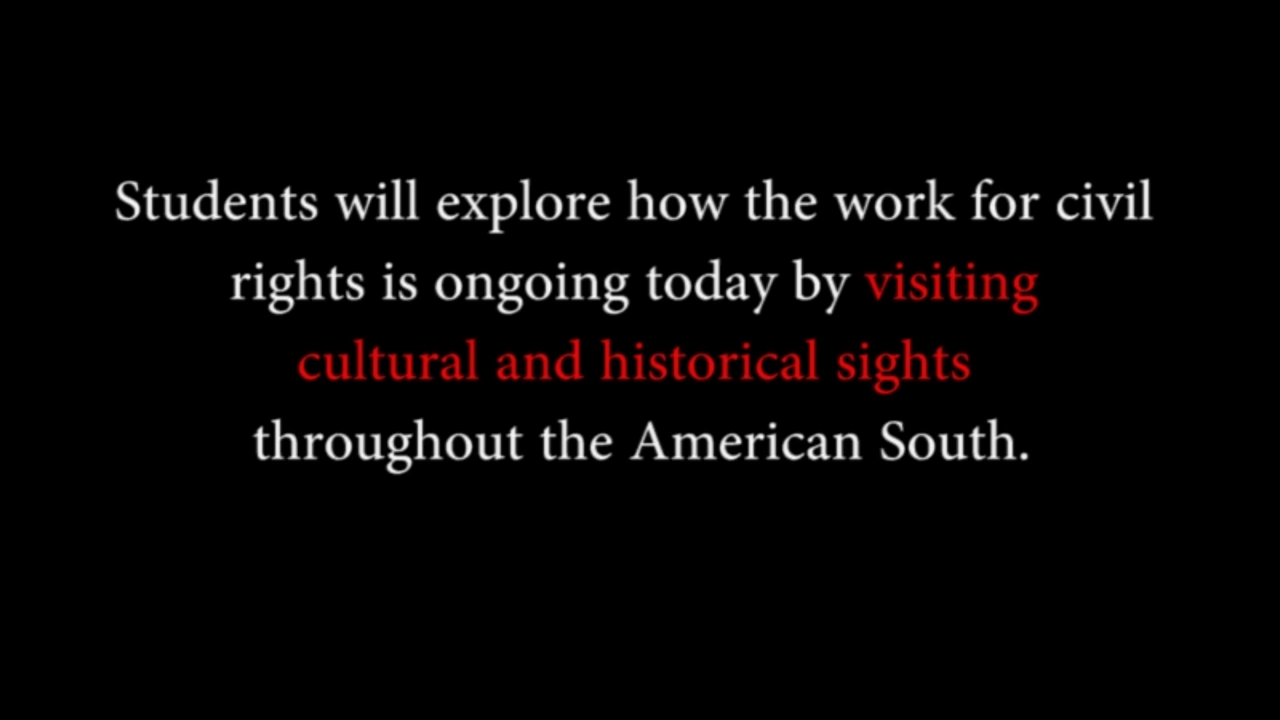 Students will explore how the work for civil
rights is ongoing today by visiting
cultural and historical sights
throughout the American South.